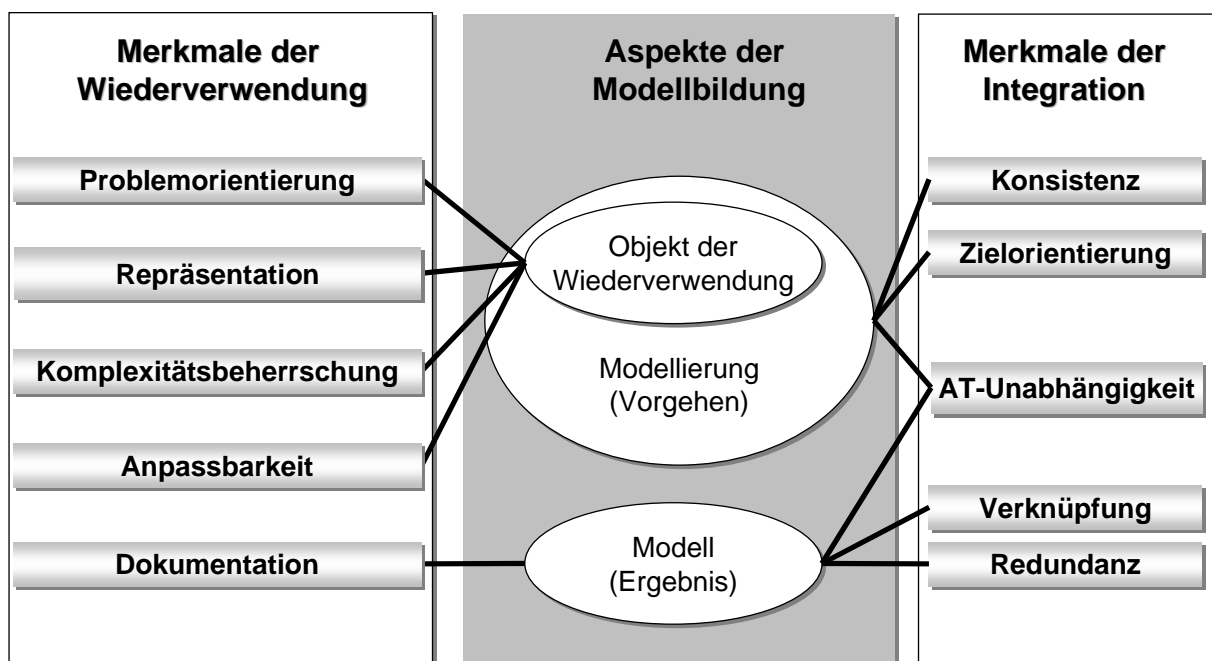 Merkmale der
Wiederverwendung
Problemorientierung
Repräsentation
Komplexitätsbeherrschung
Anpassbarkeit
Dokumentation
Aspekte der
Modellbildung
Objekt der
Wiederverwendung
Modellierung
(Vorgehen)
Modell
(Ergebnis)
Merkmale der
Integration
Konsistenz
Zielorientierung
AT-Unabhängigkeit
Verknüpfung
Redundanz